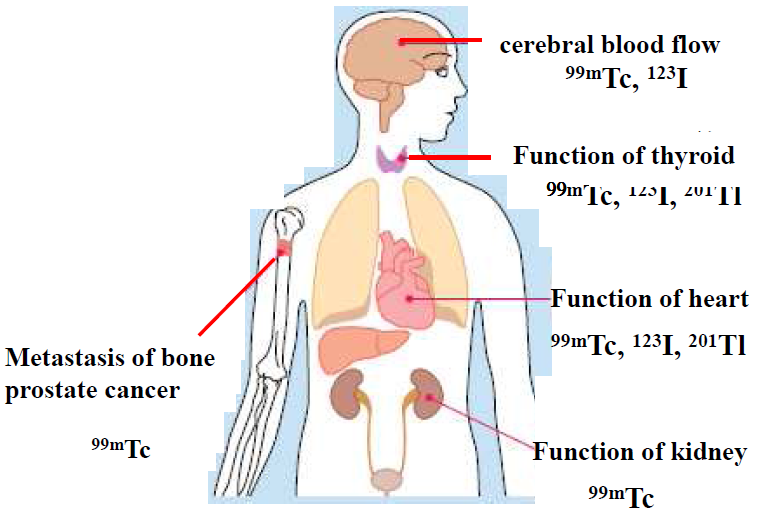 cerebral blood flow
⁹⁹ᵐTc, ¹²³I
Function of thyroid
⁹⁹ᵐTc, ¹²³I, ²⁰¹Tl
Function of heart
⁹⁹ᵐTc, ¹²³I, ²⁰¹Tl
Metastasis of bone
prostate cancer
⁹⁹ᵐTc
Function of kidney
⁹⁹ᵐTc